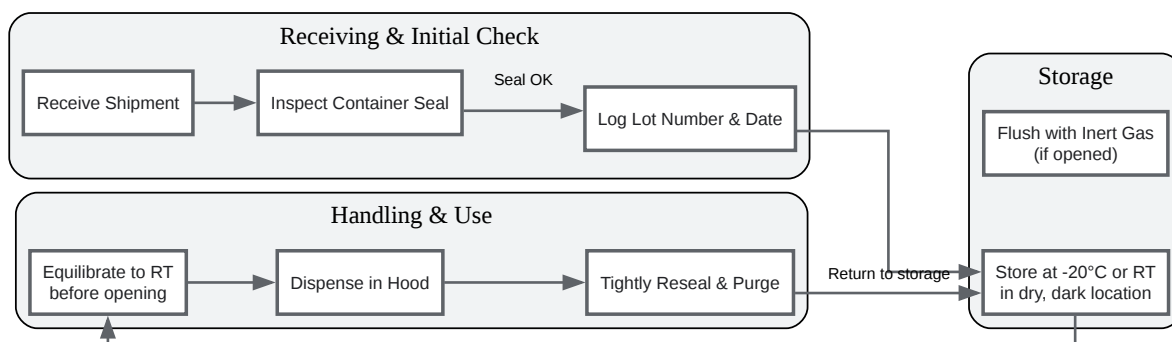 Receiving & Initial Check
Receive Shipment
Inspect Container Seal
Seal OK
Log Lot Number & Date
Storage
Flush with Inert Gas
(if opened)
Handling & Use
Equilibrate to RT
before opening
Dispense in Hood
Tightly Reseal & Purge
Return to storage
Store at -20°C or RT
in dry, dark location